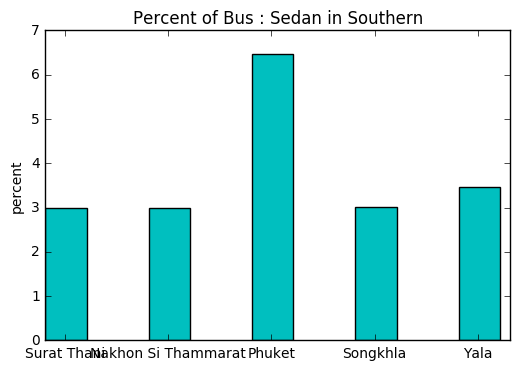 Percent of Bus : Sedan in Southern
7
6
5
4
3
2
1
0
percent
Surat Thani Nakhon Si Thammarat Phuket Songkhla Yala